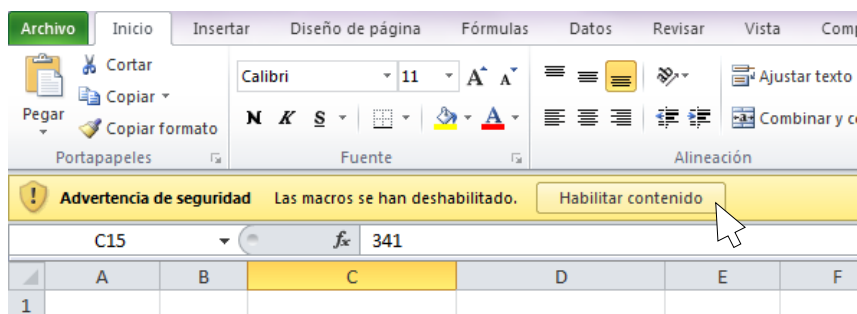 Archivo Inicio Insertar Diseño de página Fórmulas Datos Revisar Vista
Cortar
Copiar
Copiar formato
Pegar
Portapapeles
Calibri 11 A A
N K S A
Fuente
Ajustar texto
Combinar y c
Alineación
Advertencia de seguridad Las macros se han deshabilitado. Habilitar contenido
C15 fx 341
A B C D E F
1